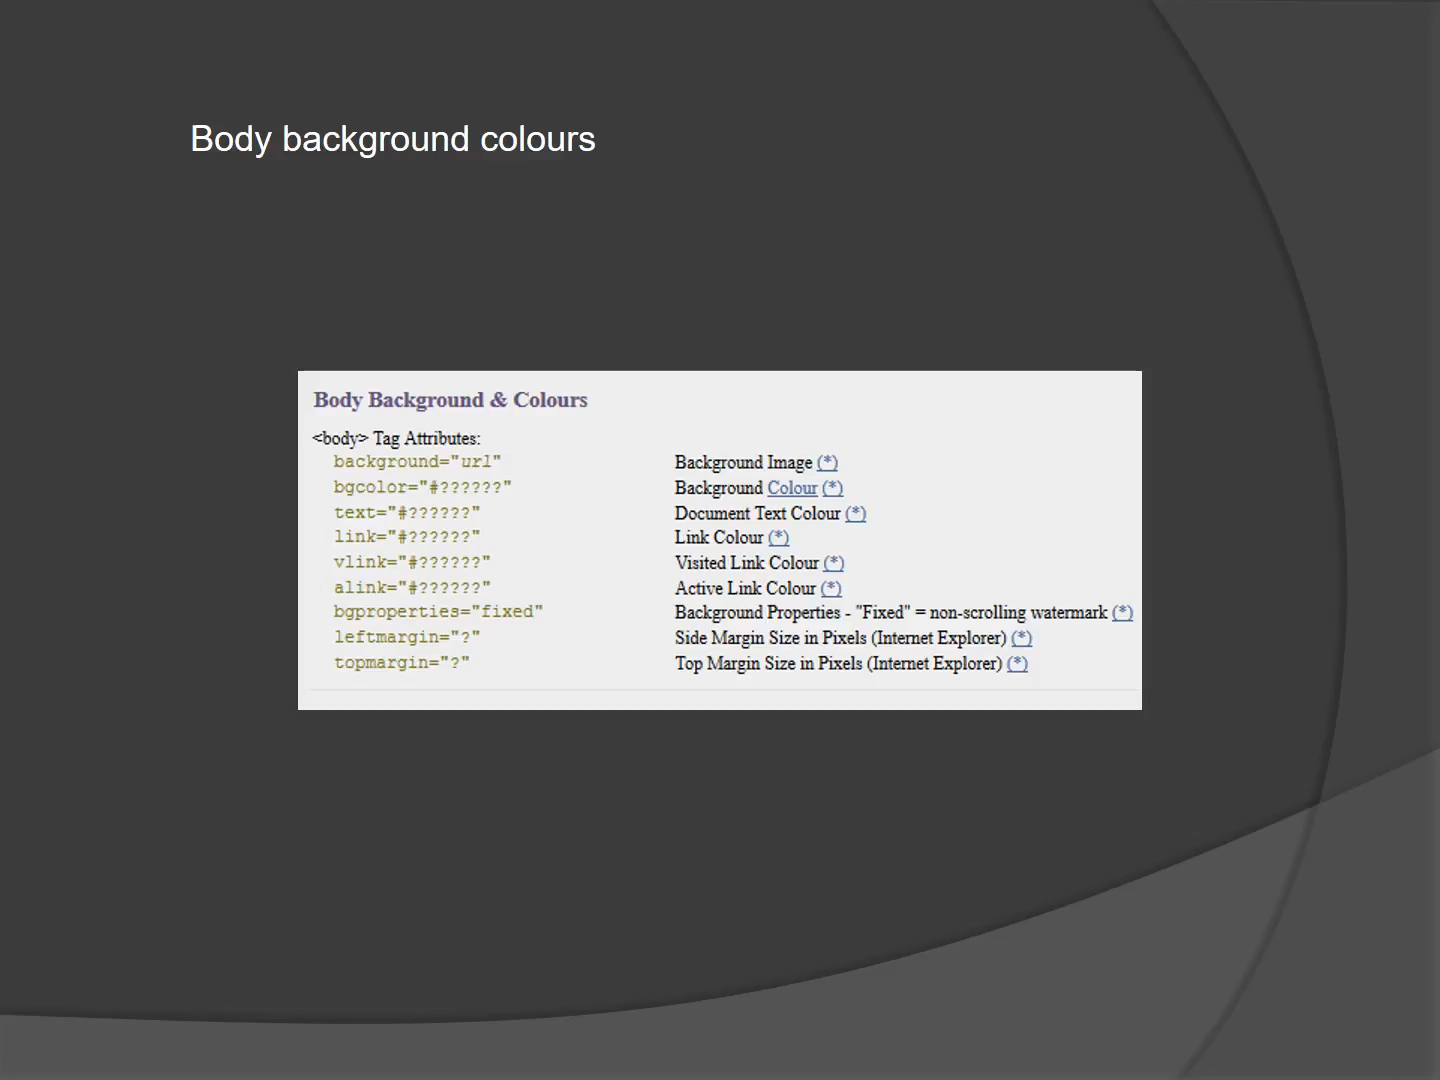 Body background colours
Body Background & Colours
<body> Tag Attributes:
background="url" Background Image (*)
bgcolor="#??????" Background Colour (*)
text="#??????" Document Text Colour (*)
link="#??????" Link Colour (*)
vlink="#??????" Visited Link Colour (*)
alink="#??????" Active Link Colour (*)
bgproperties="fixed" Background Properties - "Fixed" = non-scrolling watermark (*)
leftmargin="?" Side Margin Size in Pixels (Internet Explorer) (*)
topmargin="?" Top Margin Size in Pixels (Internet Explorer) (*)